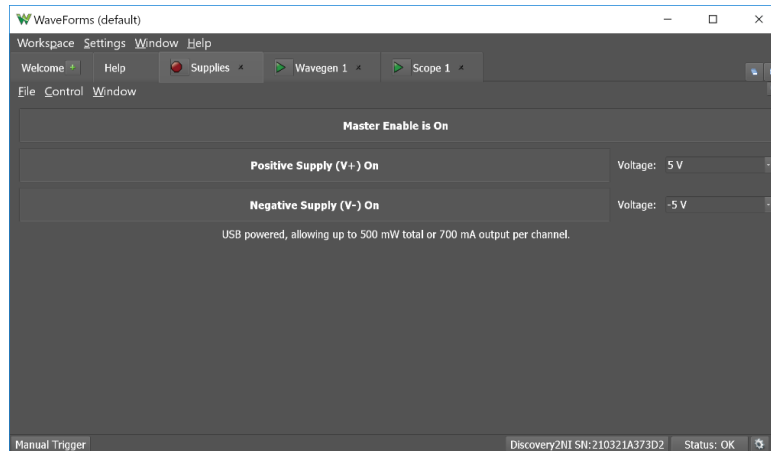 WaveForms (default)
Workspace Settings Window Help
Welcome Help Supplies Wavegen 1 Scope 1
File Control Window
Master Enable is On
Positive Supply (V+) On Voltage: 5 V
Negative Supply (V-) On Voltage: -5 V
USB powered, allowing up to 500 mW total or 700 mA output per channel.
Manual Trigger Discovery2NI SN:210321A373D2 Status: OK